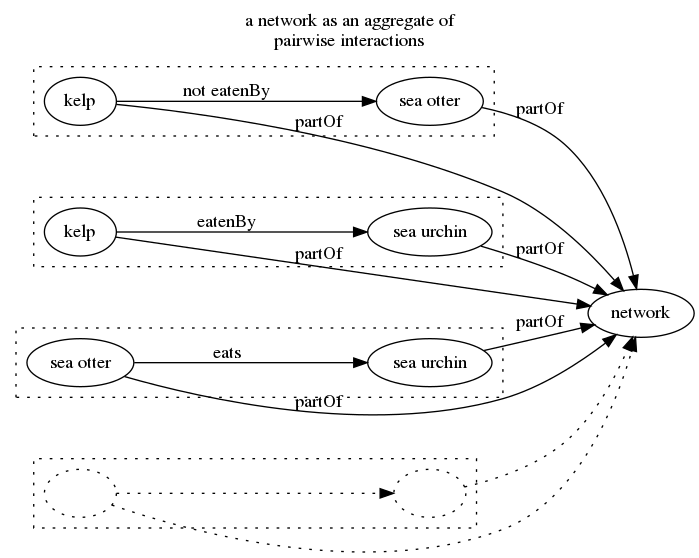 a network as an aggregate of
pairwise interactions
kelp
not eatenBy
sea otter
partOf
partOf
kelp
eatenBy
sea urchin
partOf
partOf
network
sea otter
eats
sea urchin
partOf
partOf